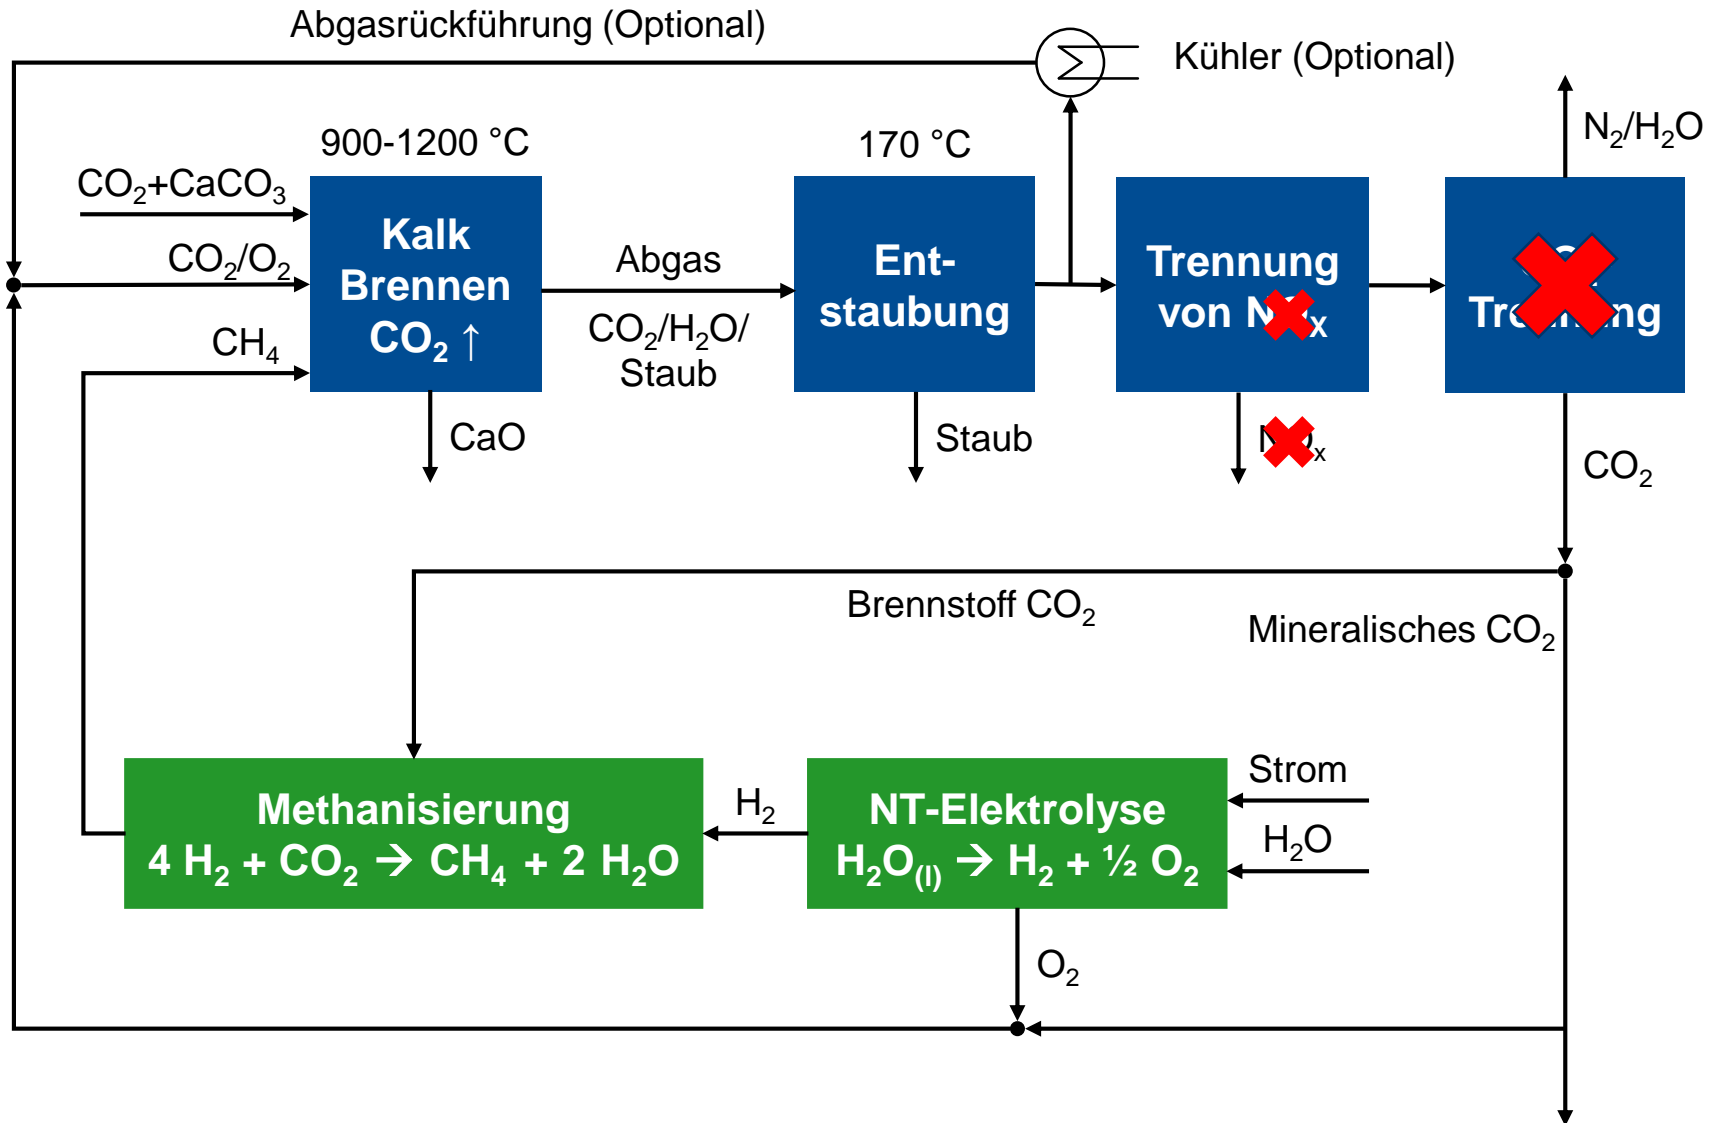 Abgasrückführung (Optional)
Kühler (Optional)
900-1200 °C
170 °C
N₂/H₂O
CO₂+CaCO₃
CO₂/O₂
CH₄
Kalk
Brennen
CO₂ ↑
Abgas
CO₂/H₂O/
Staub
Ent-
staubung
Trennung
von
CaO
Staub
CO₂
Brennstoff CO₂
Mineralisches CO₂
Methanisierung
4 H₂ + CO₂ → CH₄ + 2 H₂O
H₂
NT-Elektrolyse
H₂O₍ₗ₎ → H₂ + ½ O₂
Strom
H₂O
O₂